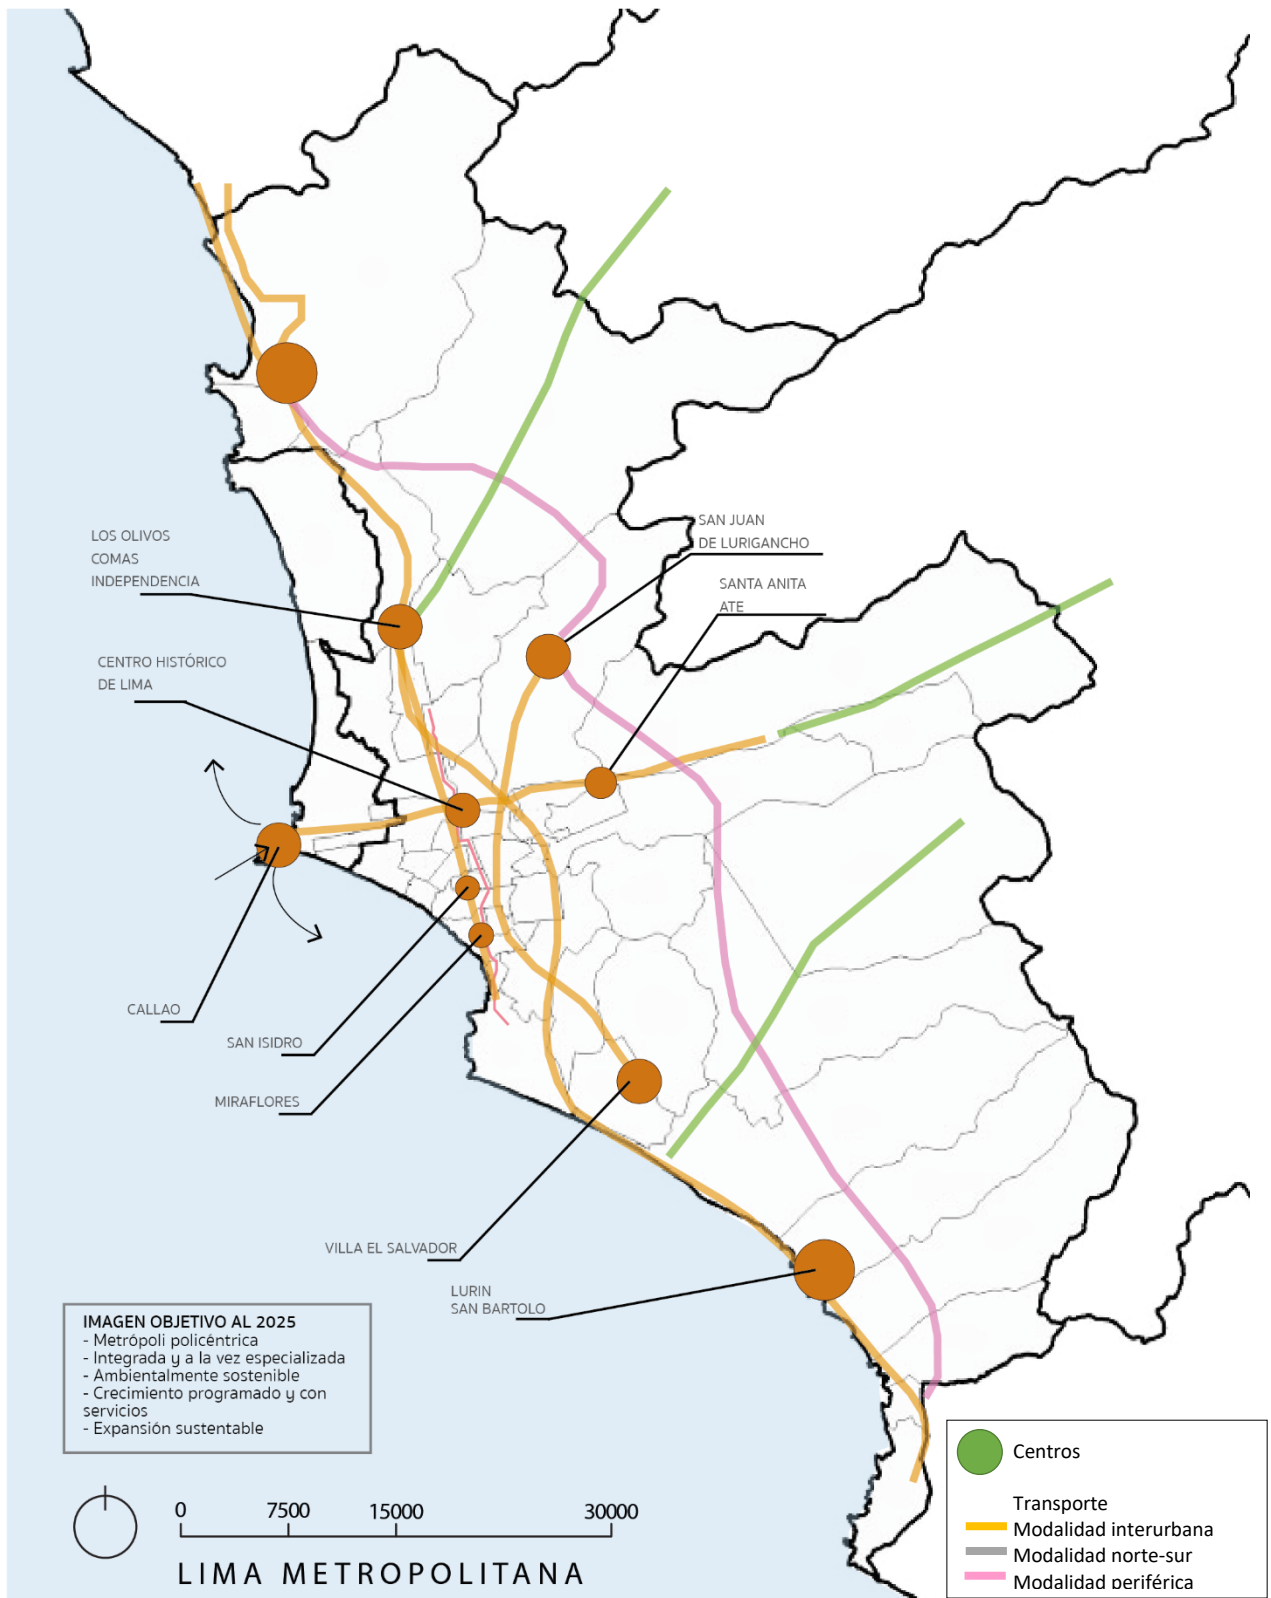 LOS OLIVOS
COMAS
INDEPENDENCIA
SAN JUAN
DE LURIGANCHO
SANTA ANITA
ATE
CENTRO HISTÓRICO
DE LIMA
CALLAO
SAN ISIDRO
MIRAFLORES
VILLA EL SALVADOR
LURIN
SAN BARTOLO
IMAGEN OBJETIVO AL 2025
- Metrópoli policéntrica
- Integrada y a la vez especializada
- Ambientalmente sostenible
- Crecimiento programado y con
servicios
- Expansión sustentable
0 7500 15000 30000
LIMA METROPOLITANA
Centros
Transporte
Modalidad interurbana
Modalidad norte-sur
Modalidad periférica